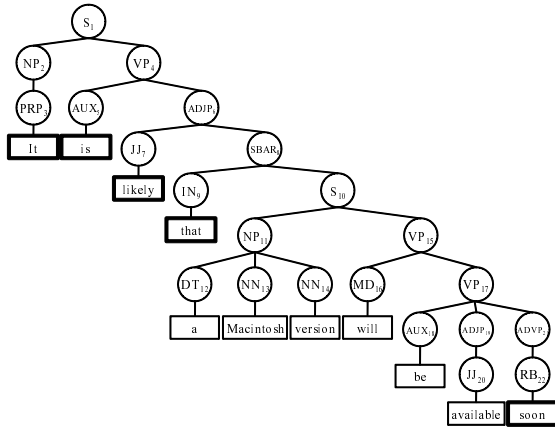 S1
NP2 VP4
PRP3 AUX5 ADJP6
It is JJ7 SBAR8
likely IN9 S10
that NP11 VP15
DT12 NN13 NN14 MD16 VP17
a Macintosh version will AUX18 ADJP19 ADVP21
be JJ20 RB22
available soon